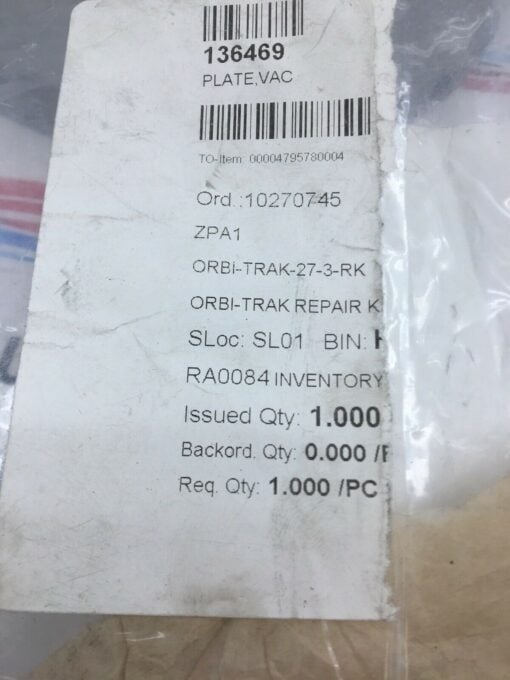 136469
PLATE,VAC
TO-Item: 00004795780004
Ord.:10270745
ZPA1
ORBI-TRAK-27-3-RK
ORBI-TRAK REPAIR K
SLoc: SL01 BIN:
RA0084 INVENTORY
Issued Qty: 1.000
Backord. Qty: 0.000 /
Req. Qty: 1.000 /PC